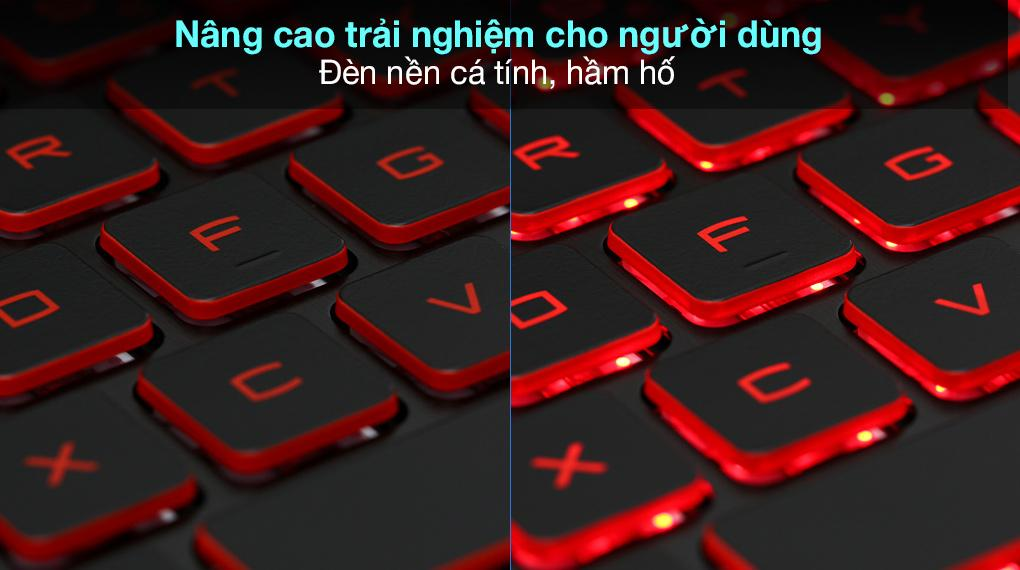 Nâng cao trải nghiệm cho người dùng
Đèn nền cá tính, hầm hố
T T
R G R G
F F
D V D V
C C
X X